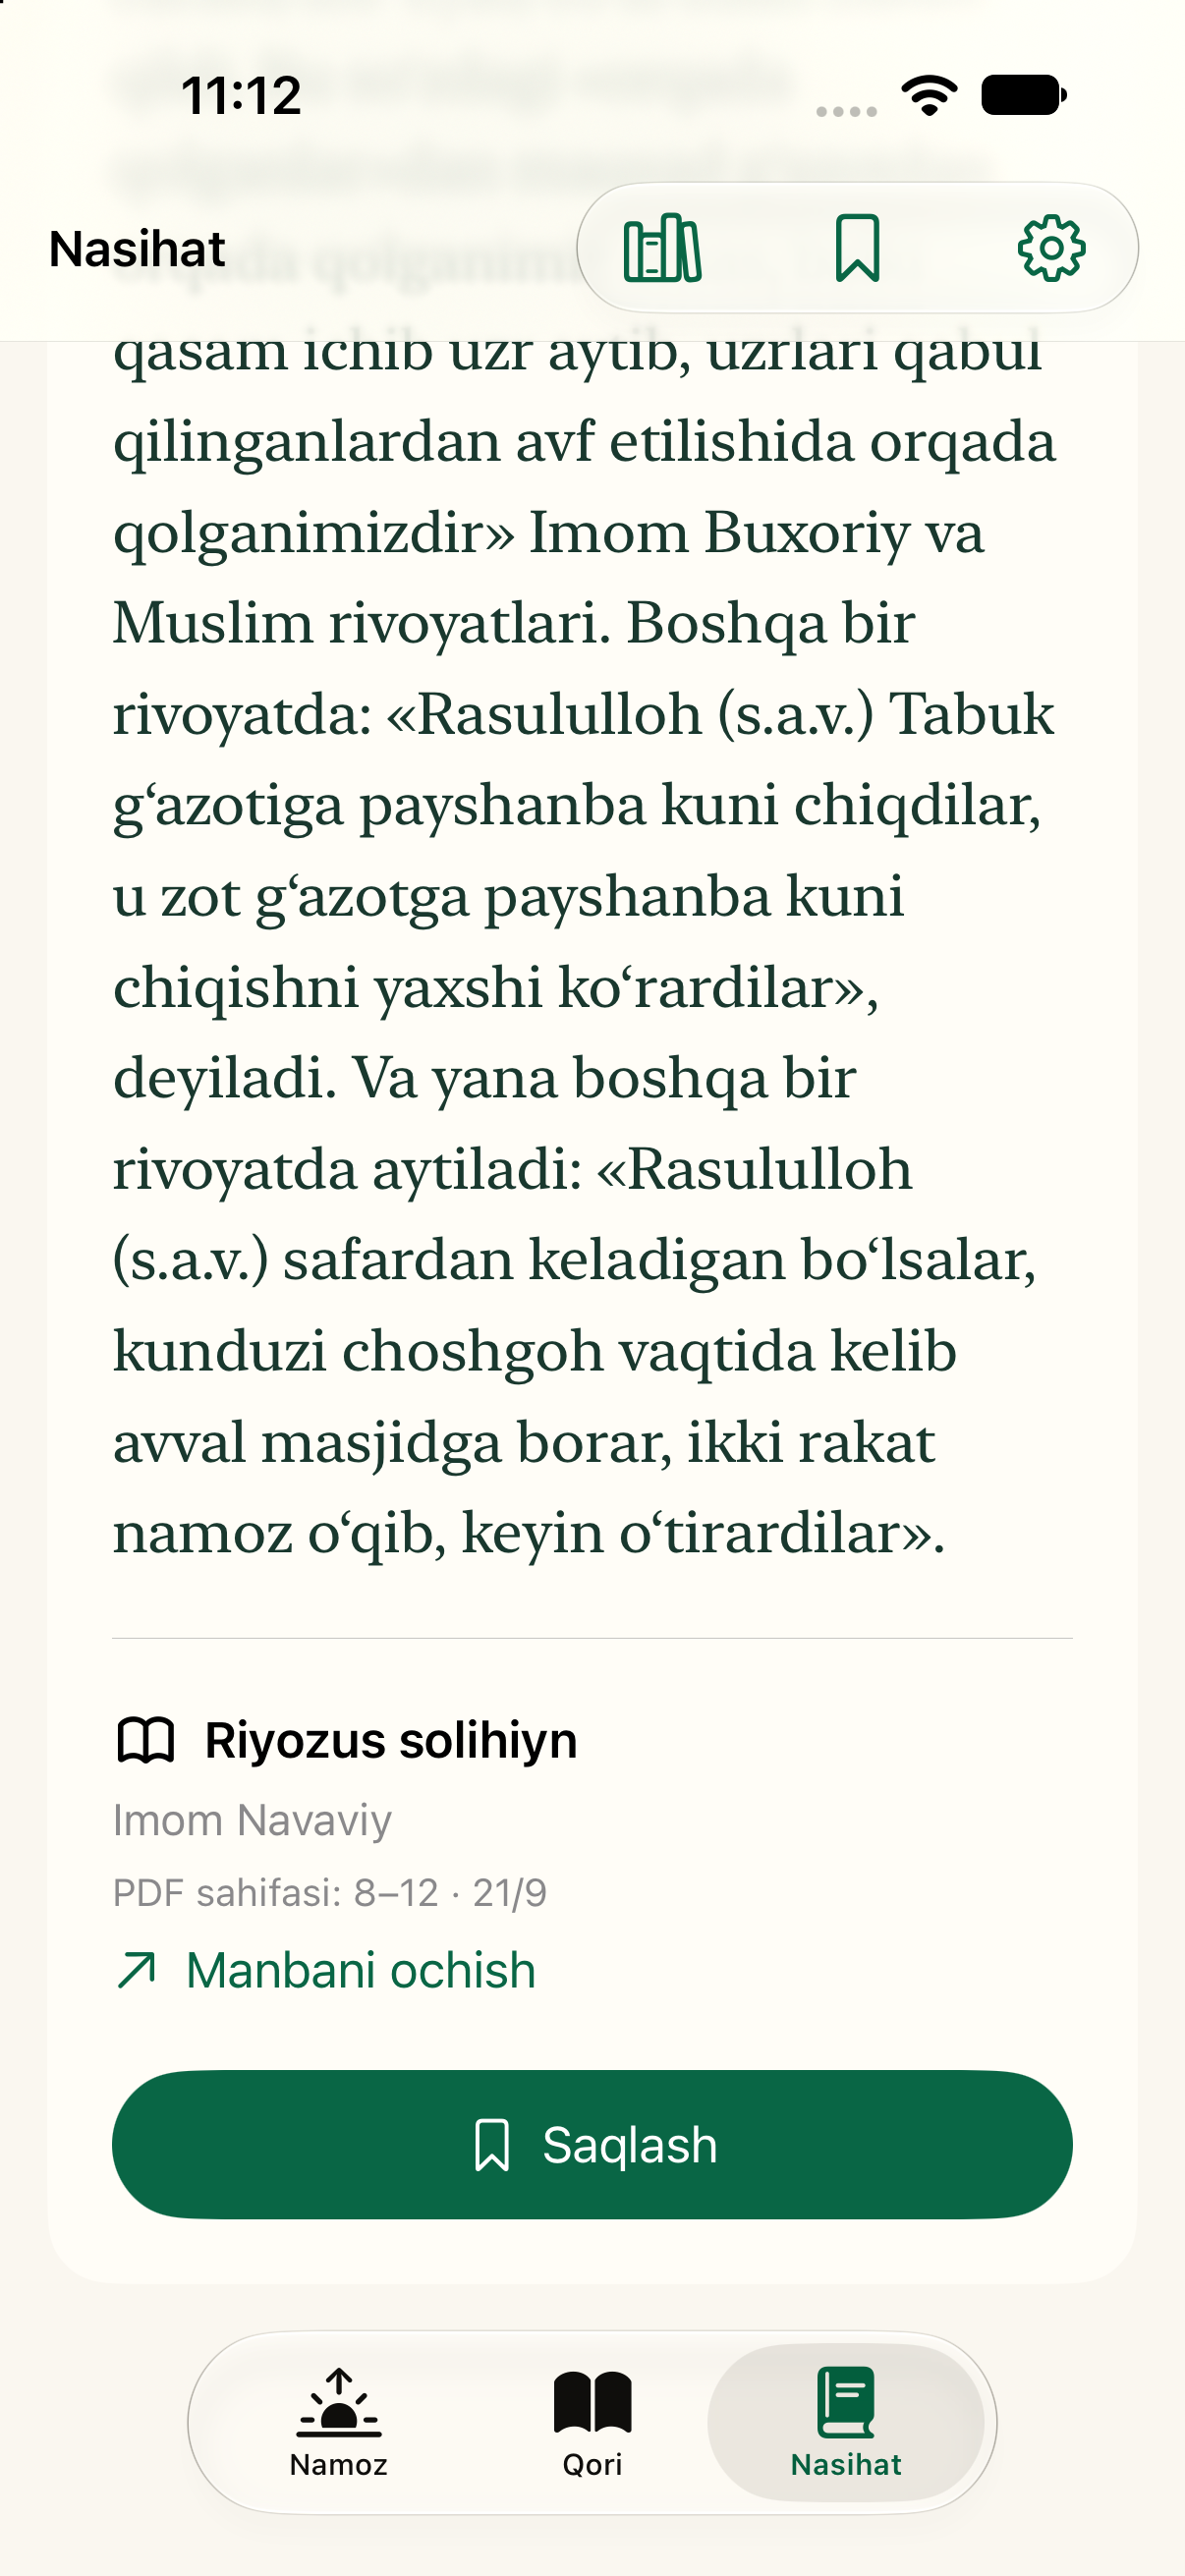 11:12
Nasihat
qasam ichib uzr aytib, uzrlari qabul
qilinganlardan avf etilishida orqada
qolganimizdir» Imom Buxoriy va
Muslim rivoyatlari. Boshqa bir
rivoyatda: «Rasululloh (s.a.v.) Tabuk
g‘azotiga payshanba kuni chiqdilar,
u zot g‘azotga payshanba kuni
chiqishni yaxshi ko‘rardilar»,
deyiladi. Va yana boshqa bir
rivoyatda aytiladi: «Rasululloh
(s.a.v.) safardan keladigan bo‘lsalar,
kunduzi choshgoh vaqtida kelib
avval masjidga borar, ikki rakat
namoz o‘qib, keyin o‘tirardilar».
Riyozus solihiyn
Imom Navaviy
PDF sahifasi: 8–12 · 21/9
Manbani ochish
Saqlash
Namoz
Qori
Nasihat